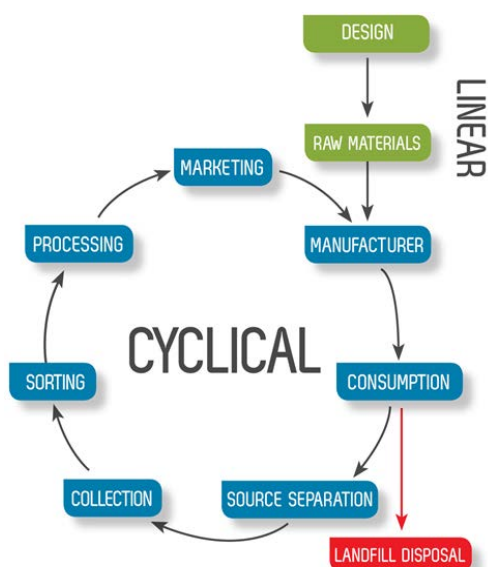 DESIGN
LINEAR
RAW MATERIALS
MARKETING
MANUFACTURER
PROCESSING
CYCLICAL
SORTING
CONSUMPTION
COLLECTION
SOURCE SEPARATION
LANDFILL DISPOSAL